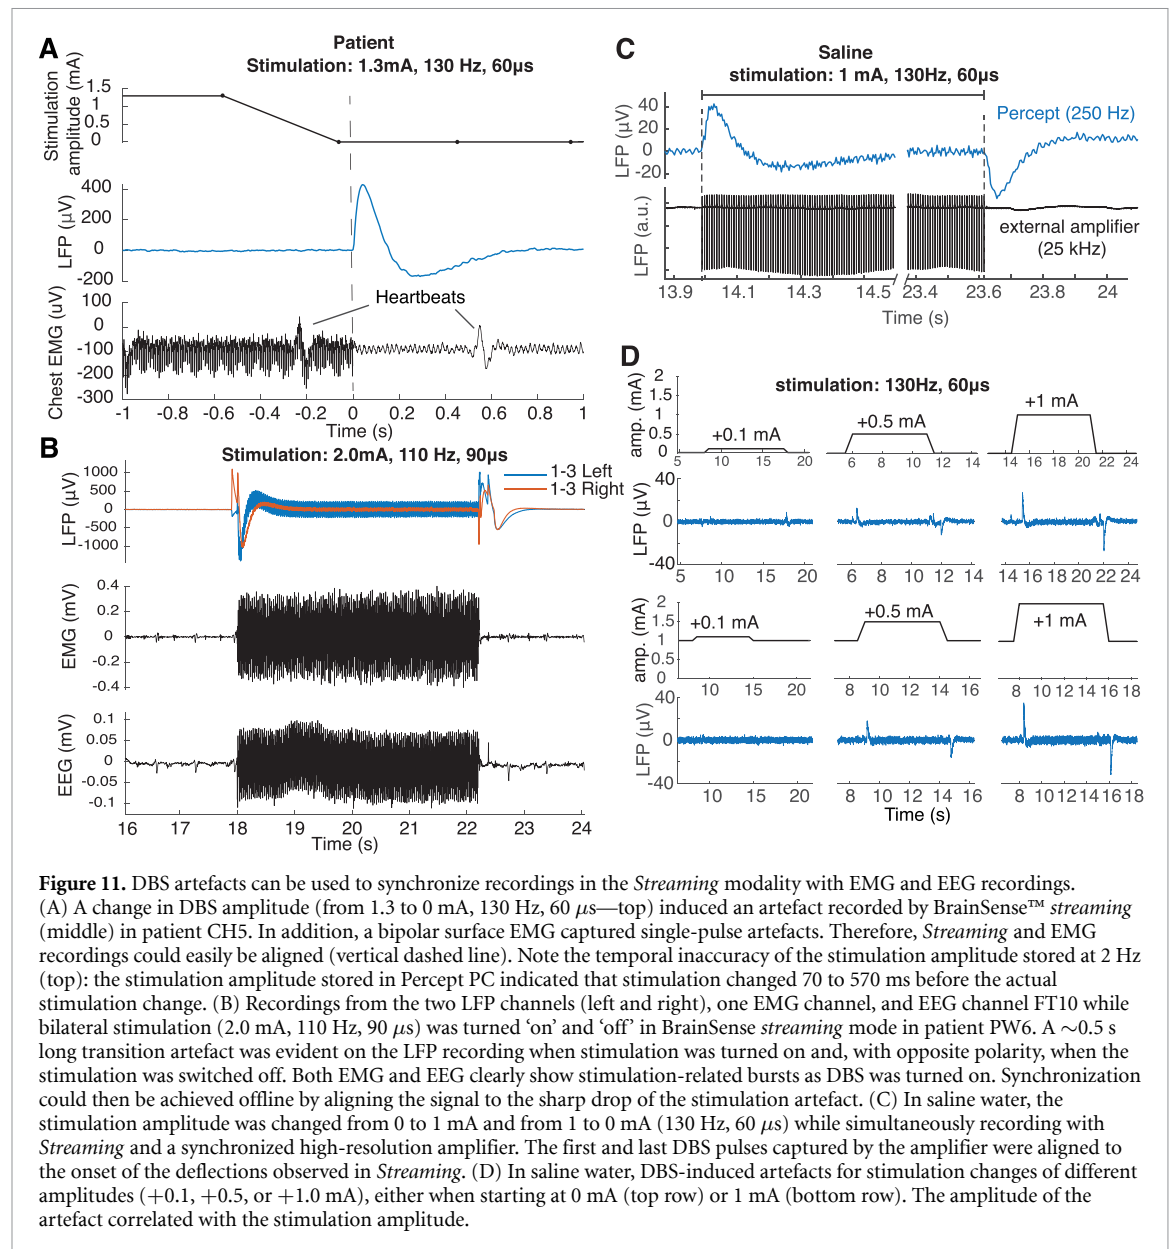 A
Patient
Stimulation: 1.3mA, 130 Hz, 60µs
Stimulation
amplitude (mA)
1.5
1
0.5
0
LFP (µV)
400
200
0
-200
Chest EMG (uV)
100
0
-100
-200
-300
Heartbeats
-1 -0.8 -0.6 -0.4 -0.2 0 0.2 0.4 0.6 0.8 1
Time (s)
B
Stimulation: 2.0mA, 110 Hz, 90µs
1-3 Left
1-3 Right
LFP (µV)
1000
500
0
-500
-1000
EMG (mV)
0.4
0.2
0
-0.2
-0.4
EEG (mV)
0.1
0.05
0
-0.05
-0.1
16 17 18 19 20 21 22 23 24
Time (s)
C
Saline
stimulation: 1 mA, 130Hz, 60µs
LFP (µV)
40
20
0
-20
Percept (250 Hz)
LFP (a.u.)
external amplifier
(25 kHz)
13.9 14.1 14.3 14.5 23.4 23.6 23.8 24
Time (s)
D
stimulation: 130Hz, 60µs
amp. (mA)
2
1.5
1
0.5
0
+0.1 mA
+0.5 mA
+1 mA
5 10 15 20
6 8 10 12 14
14 16 18 20 22 24
LFP (µV)
40
0
-40
5 10 15 20
6 8 10 12 14
14 16 18 20 22 24
amp. (mA)
2
1.5
1
0.5
0
+0.1 mA
+0.5 mA
+1 mA
10 15 20
8 10 12 14 16
8 10 12 14 16 18
LFP (µV)
40
0
-40
10 15 20
8 10 12 14 16
8 10 12 14 16 18
Time (s)
Figure 11. DBS artefacts can be used to synchronize recordings in the Streaming modality with EMG and EEG recordings.
(A) A change in DBS amplitude (from 1.3 to 0 mA, 130 Hz, 60 µs—top) induced an artefact recorded by BrainSense™ streaming
(middle) in patient CH5. In addition, a bipolar surface EMG captured single-pulse artefacts. Therefore, Streaming and EMG
recordings could easily be aligned (vertical dashed line). Note the temporal inaccuracy of the stimulation amplitude stored at 2 Hz
(top): the stimulation amplitude stored in Percept PC indicated that stimulation changed 70 to 570 ms before the actual
stimulation change. (B) Recordings from the two LFP channels (left and right), one EMG channel, and EEG channel FT10 while
bilateral stimulation (2.0 mA, 110 Hz, 90 µs) was turned ‘on’ and ‘off’ in BrainSense streaming mode in patient PW6. A ∼0.5 s
long transition artefact was evident on the LFP recording when stimulation was turned on and, with opposite polarity, when the
stimulation was switched off. Both EMG and EEG clearly show stimulation-related bursts as DBS was turned on. Synchronization
could then be achieved offline by aligning the signal to the sharp drop of the stimulation artefact. (C) In saline water, the
stimulation amplitude was changed from 0 to 1 mA and from 1 to 0 mA (130 Hz, 60 µs) while simultaneously recording with
Streaming and a synchronized high-resolution amplifier. The first and last DBS pulses captured by the amplifier were aligned to
the onset of the deflections observed in Streaming. (D) In saline water, DBS-induced artefacts for stimulation changes of different
amplitudes (+0.1, +0.5, or +1.0 mA), either when starting at 0 mA (top row) or 1 mA (bottom row). The amplitude of the
artefact correlated with the stimulation amplitude.